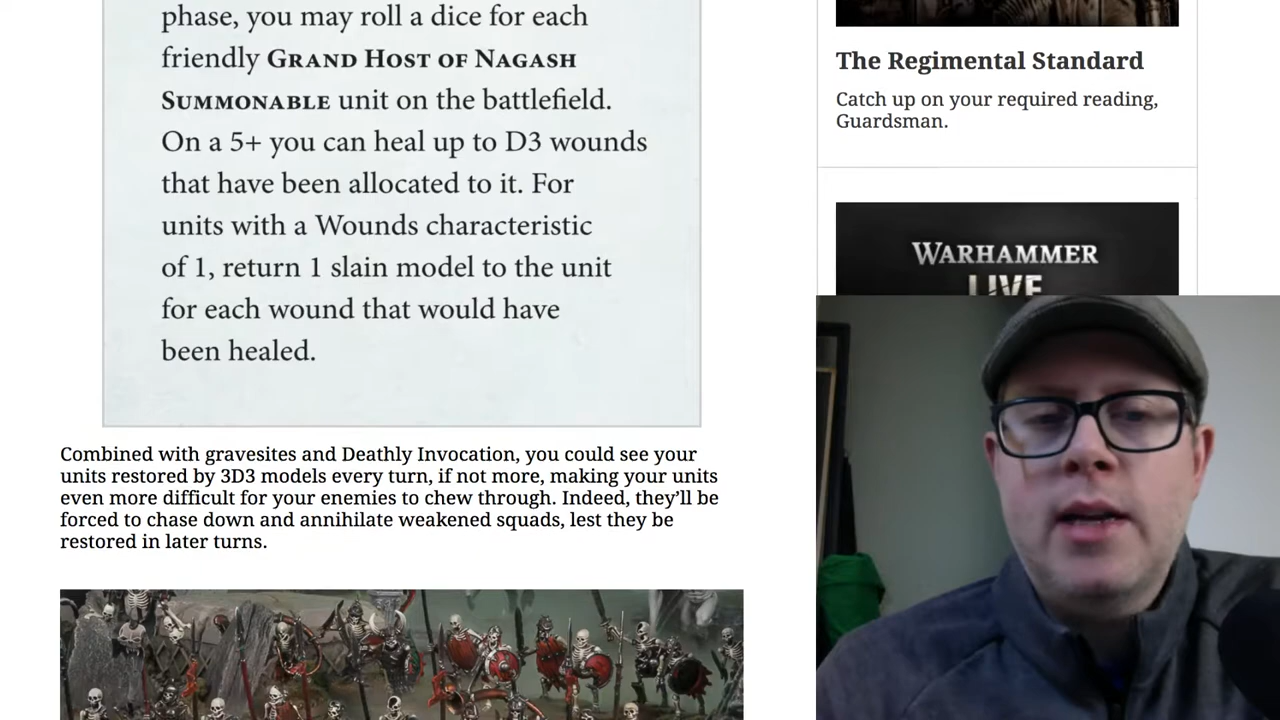 phase, you may roll a dice for each
friendly GRAND HOST OF NAGASH
SUMMONABLE unit on the battlefield.
On a 5+ you can heal up to D3 wounds
that have been allocated to it. For
units with a Wounds characteristic
of 1, return 1 slain model to the unit
for each wound that would have
been healed.
Combined with gravesites and Deathly Invocation, you could see your
units restored by 3D3 models every turn, if not more, making your units
even more difficult for your enemies to chew through. Indeed, they’ll be
forced to chase down and annihilate weakened squads, lest they be
restored in later turns.
The Regimental Standard
Catch up on your required reading,
Guardsman.
WARHAMMER
LIVE